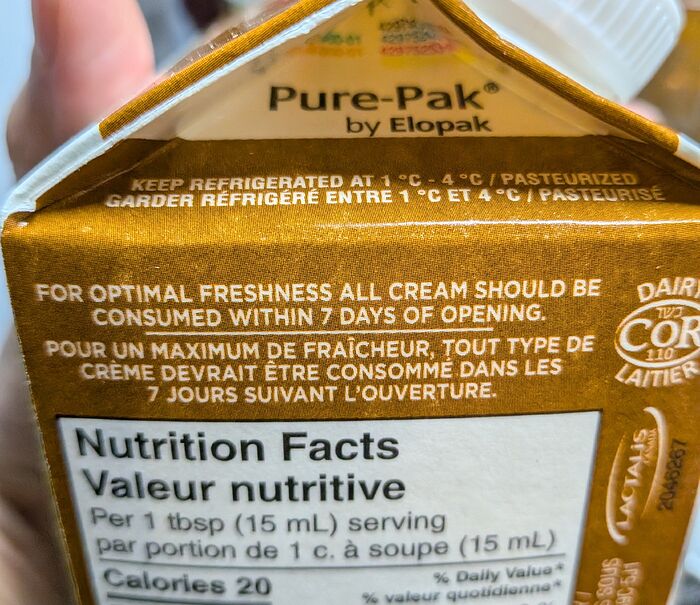 Pure-Pak®
by Elopak
KEEP REFRIGERATED AT 1 °C - 4 °C / PASTEURIZED
GARDER RÉFRIGÉRÉ ENTRE 1 °C ET 4 °C / PASTEURISÉ
FOR OPTIMAL FRESHNESS ALL CREAM SHOULD BE
CONSUMED WITHIN 7 DAYS OF OPENING.
POUR UN MAXIMUM DE FRAÎCHEUR, TOUT TYPE DE
CRÈME DEVRAIT ÊTRE CONSOMMÉ DANS LES
7 JOURS SUIVANT L'OUVERTURE.
DAIRY
כשר
COR
110
LAITIER
LACTALIS
CANADA
2046267
Nutrition Facts
Valeur nutritive
Per 1 tbsp (15 mL) serving
par portion de 1 c. à soupe (15 mL)
Calories 20
% Daily Value*
% valeur quotidienne*